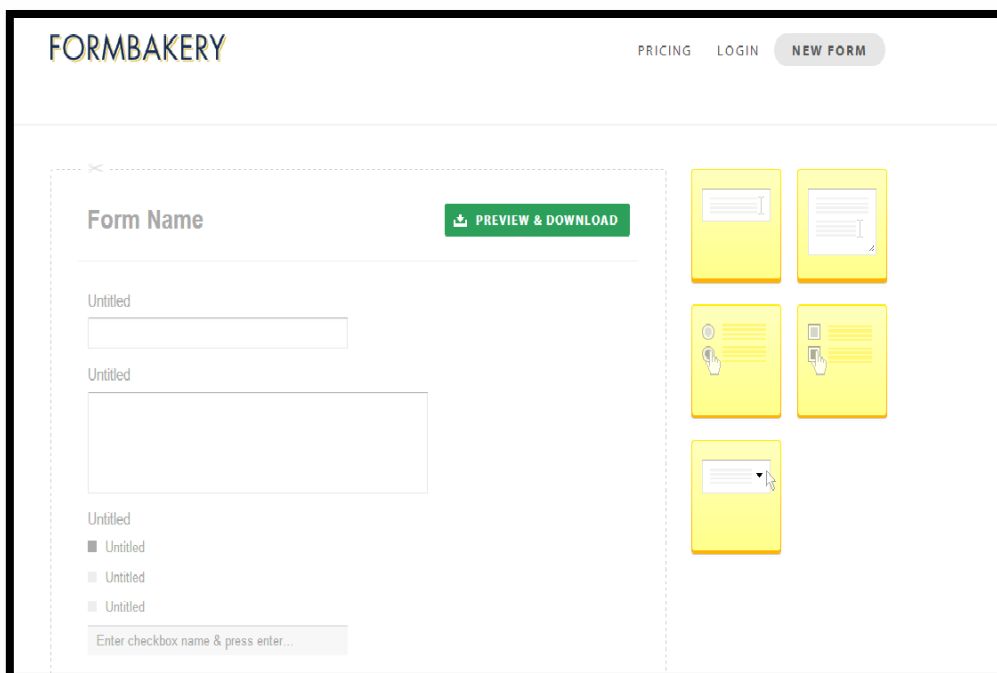 FORMBAKERY
PRICING LOGIN NEW FORM
Form Name
PREVIEW & DOWNLOAD
Untitled
Untitled
Untitled
Untitled
Untitled
Untitled
Enter checkbox name & press enter...